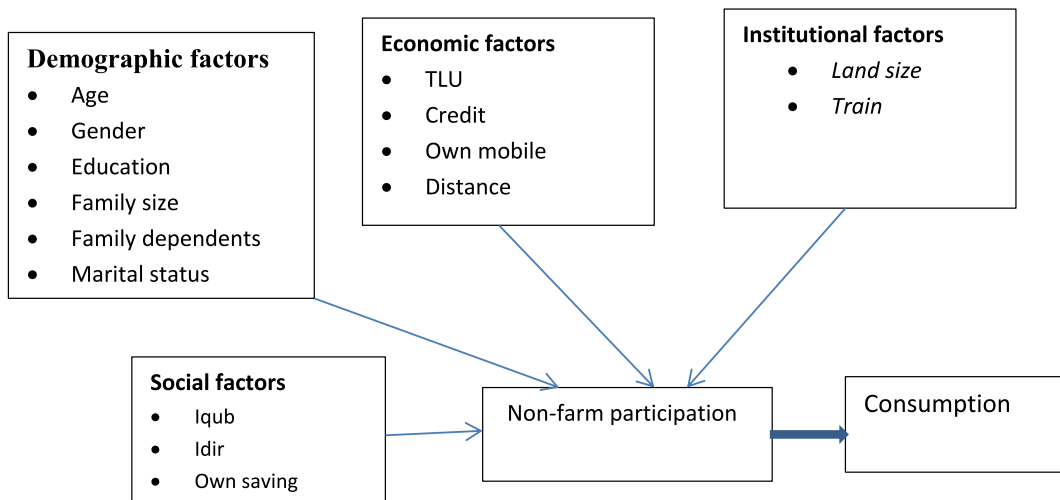 Demographic factors
• Age
• Gender
• Education
• Family size
• Family dependents
• Marital status
Economic factors
• TLU
• Credit
• Own mobile
• Distance
Institutional factors
• Land size
• Train
Social factors
• Iqub
• Idir
• Own saving
Non-farm participation
Consumption